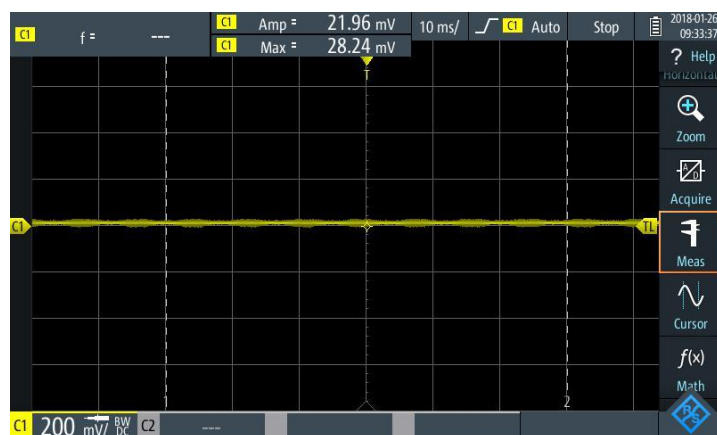 C1 f = --- C1 Amp = 21.96 mV 10 ms/ C1 Auto Stop 2018-01-26
C1 Max = 28.24 mV 09:33:37
? Help
T
Horizontal
Zoom
A D
Acquire
C1 TL
Meas
Cursor
f(x)
Math
1 2
R&S
C1 200 mV/ BW DC C2 ---